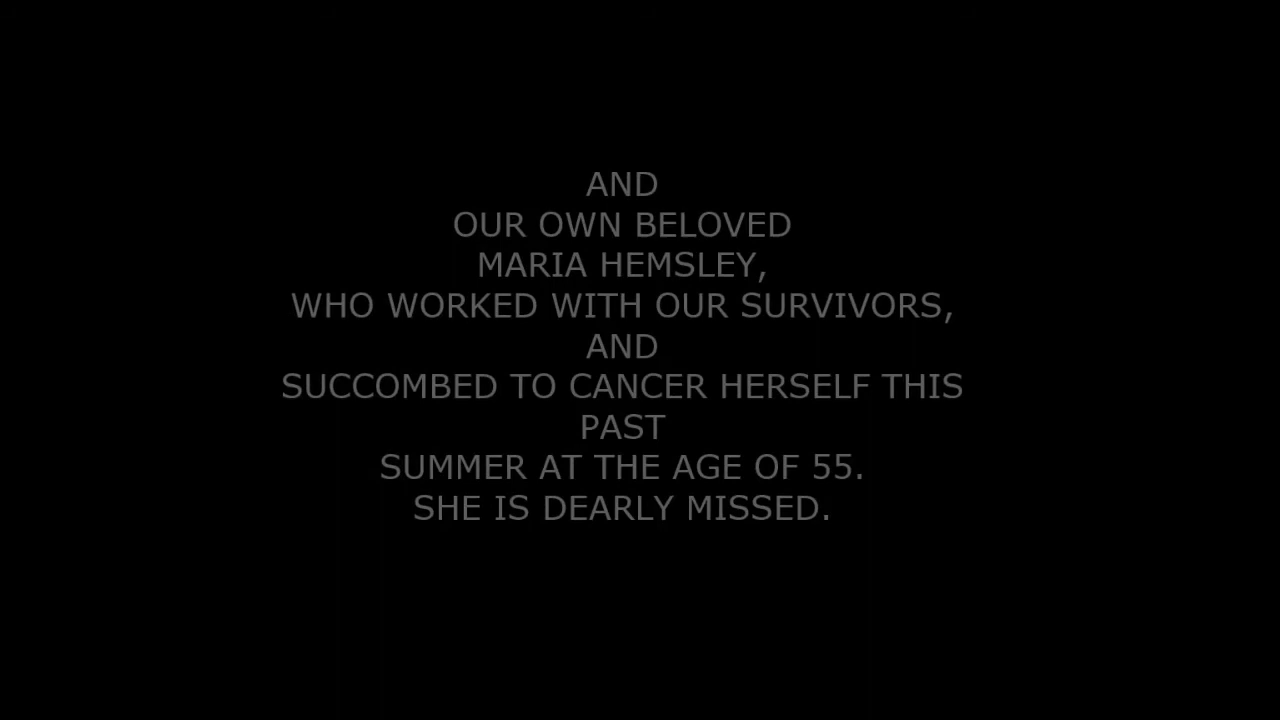 AND
OUR OWN BELOVED
MARIA HEMSLEY,
WHO WORKED WITH OUR SURVIVORS,
AND
SUCCOMBED TO CANCER HERSELF THIS
PAST
SUMMER AT THE AGE OF 55.
SHE IS DEARLY MISSED.